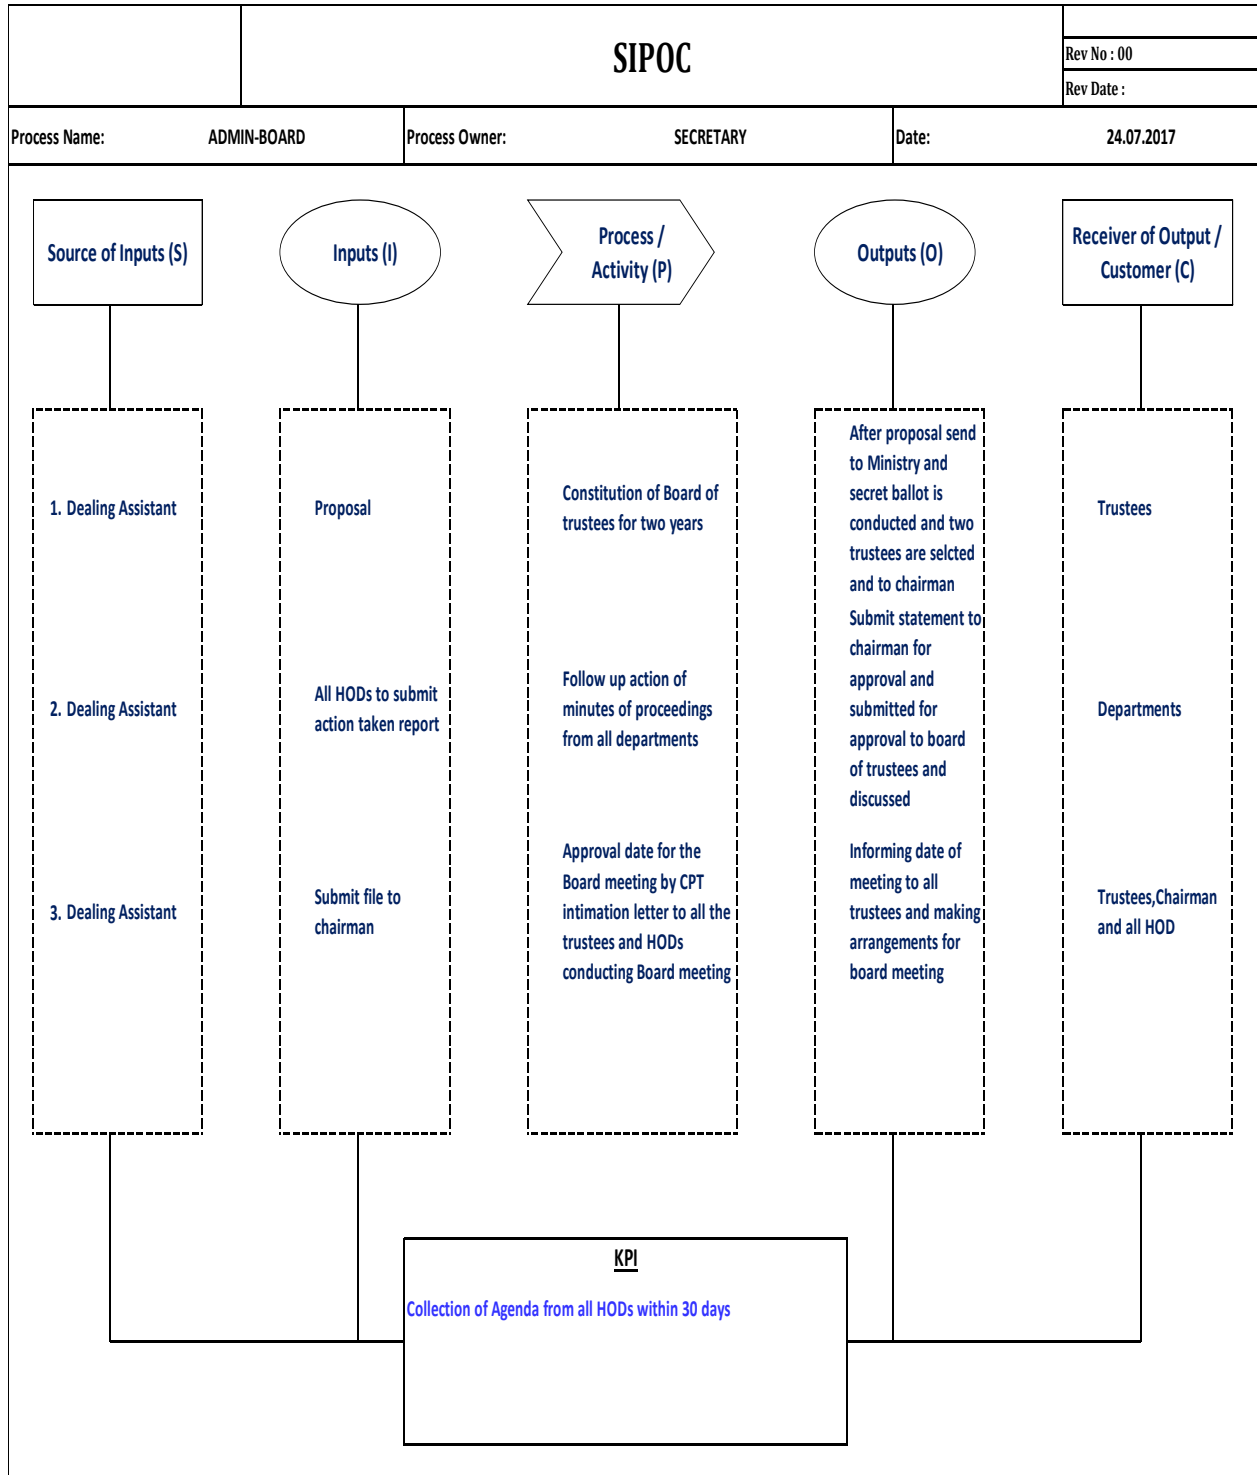 SIPOC
Rev No : 00
Rev Date :
Process Name: ADMIN-BOARD Process Owner: SECRETARY Date: 24.07.2017
Source of Inputs (S)
Inputs (I)
Process /
Activity (P)
Outputs (O)
Receiver of Output /
Customer (C)
1. Dealing Assistant
Proposal
Constitution of Board of
trustees for two years
After proposal send
to Ministry and
secret ballot is
conducted and two
trustees are selcted
and to chairman
Trustees
2. Dealing Assistant
All HODs to submit
action taken report
Follow up action of
minutes of proceedings
from all departments
Submit statement to
chairman for
approval and
submitted for
approval to board
of trustees and
discussed
Departments
3. Dealing Assistant
Submit file to
chairman
Approval date for the
Board meeting by CPT
intimation letter to all the
trustees and HODs
conducting Board meeting
Informing date of
meeting to all
trustees and making
arrangements for
board meeting
Trustees,Chairman
and all HOD
KPI
Collection of Agenda from all HODs within 30 days